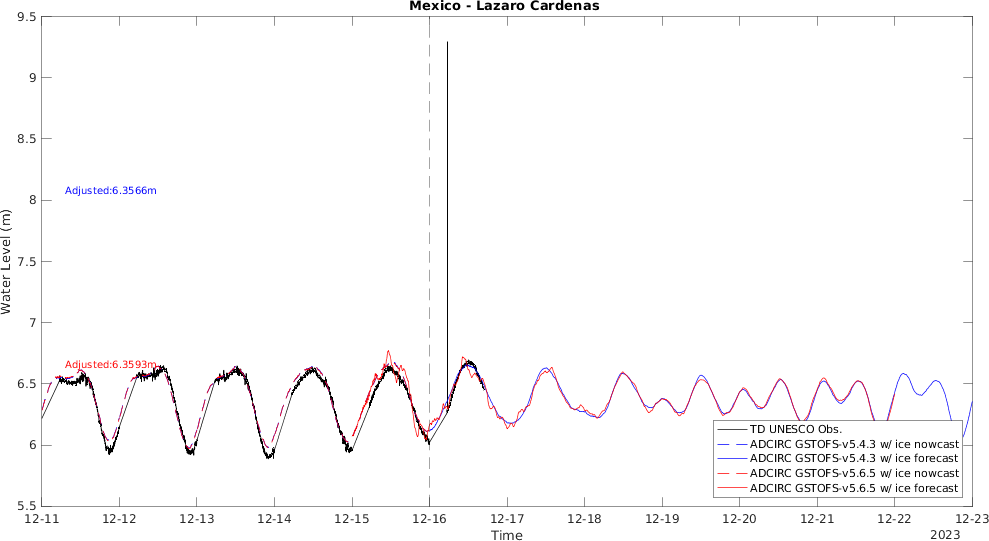 Mexico - Lazaro Cardenas
9.5
9
8.5
8
7.5
7
6.5
6
5.5
Water Level (m)
Adjusted:6.3566m
Adjusted:6.3593m
TD UNESCO Obs.
ADCIRC GSTOFS-v5.4.3 w/ ice nowcast
ADCIRC GSTOFS-v5.4.3 w/ ice forecast
ADCIRC GSTOFS-v5.6.5 w/ ice nowcast
ADCIRC GSTOFS-v5.6.5 w/ ice forecast
12-11 12-12 12-13 12-14 12-15 12-16 12-17 12-18 12-19 12-20 12-21 12-22 12-23
Time
2023